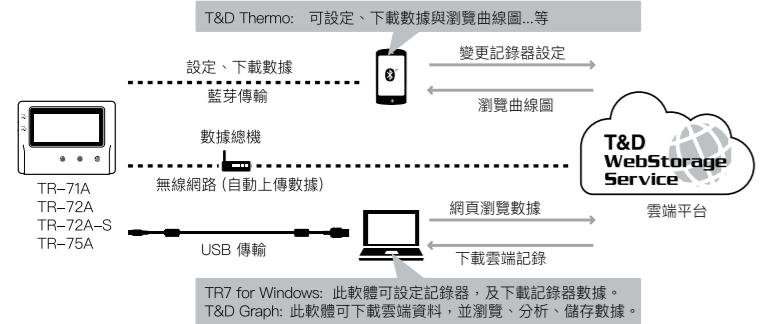 T&D Thermo: 可設定、下載數據與瀏覽曲線圖...等
設定、下載數據
藍芽傳輸
變更記錄器設定
瀏覽曲線圖
數據總機
無線網路 (自動上傳數據)
T&D
WebStorage
Service
雲端平台
TR-71A
TR-72A
TR-72A-S
TR-75A
USB 傳輸
網頁瀏覽數據
下載雲端記錄
TR7 for Windows: 此軟體可設定記錄器，及下載記錄器數據。
T&D Graph: 此軟體可下載雲端資料，並瀏覽、分析、儲存數據。